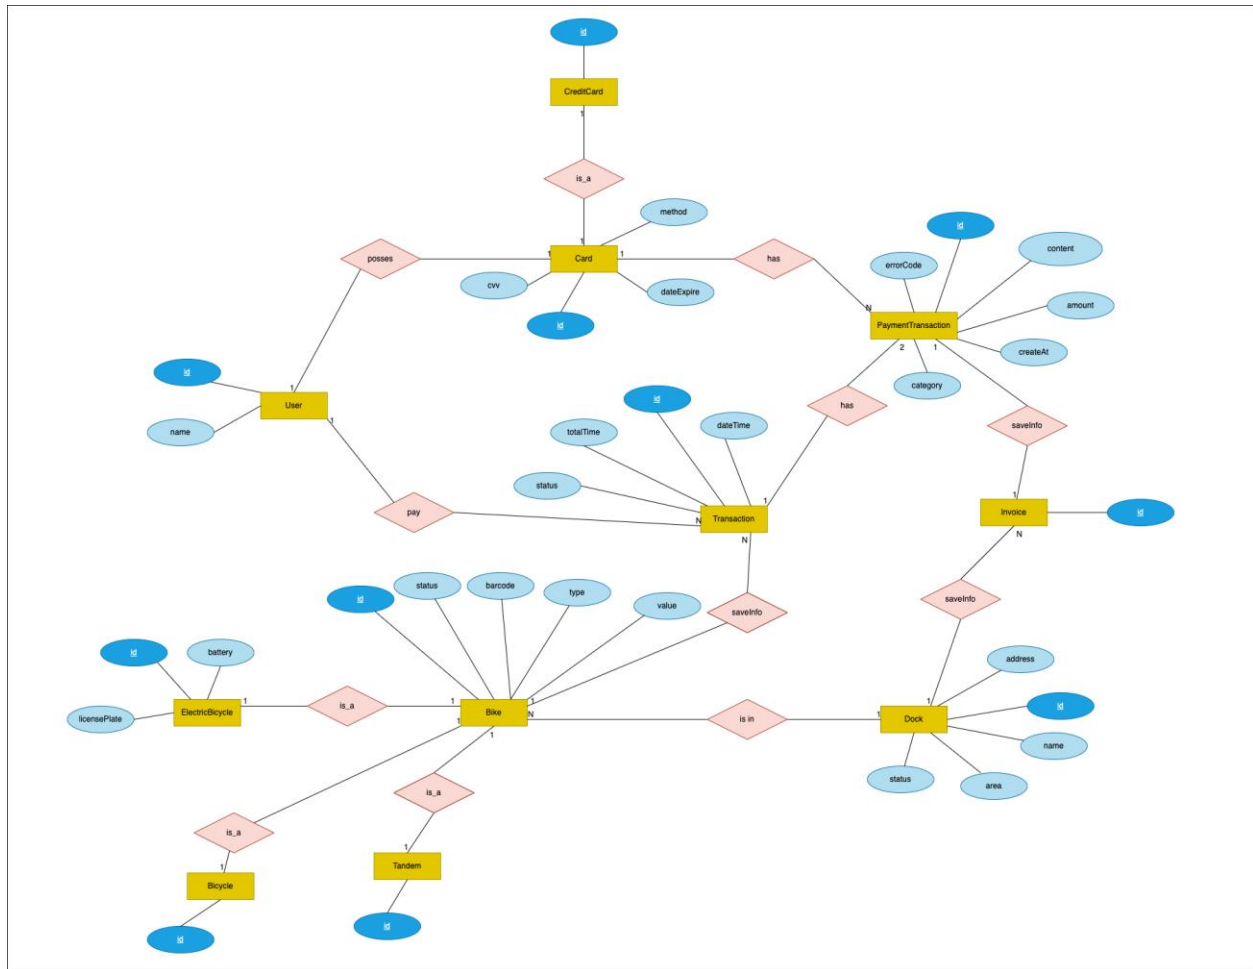 id
CreditCard
1
is_a
method
1
posses
1
Card
1
has
cvv
dateExpire
id
id
errorCode
content
N
PaymentTransaction
amount
2
1
createAt
category
id
1
User
name
1
id
totalTime
dateTime
has
saveInfo
status
1
1
pay
N
Transaction
N
Invoice
N
id
id
status
barcode
type
value
saveInfo
saveInfo
id
battery
address
licensePlate
ElectricBicycle
1
is_a
1
1
Bike
1
N
1
is in
1
1
Dock
id
name
status
area
is_a
is_a
1
1
Bicycle
Tandem
id
id